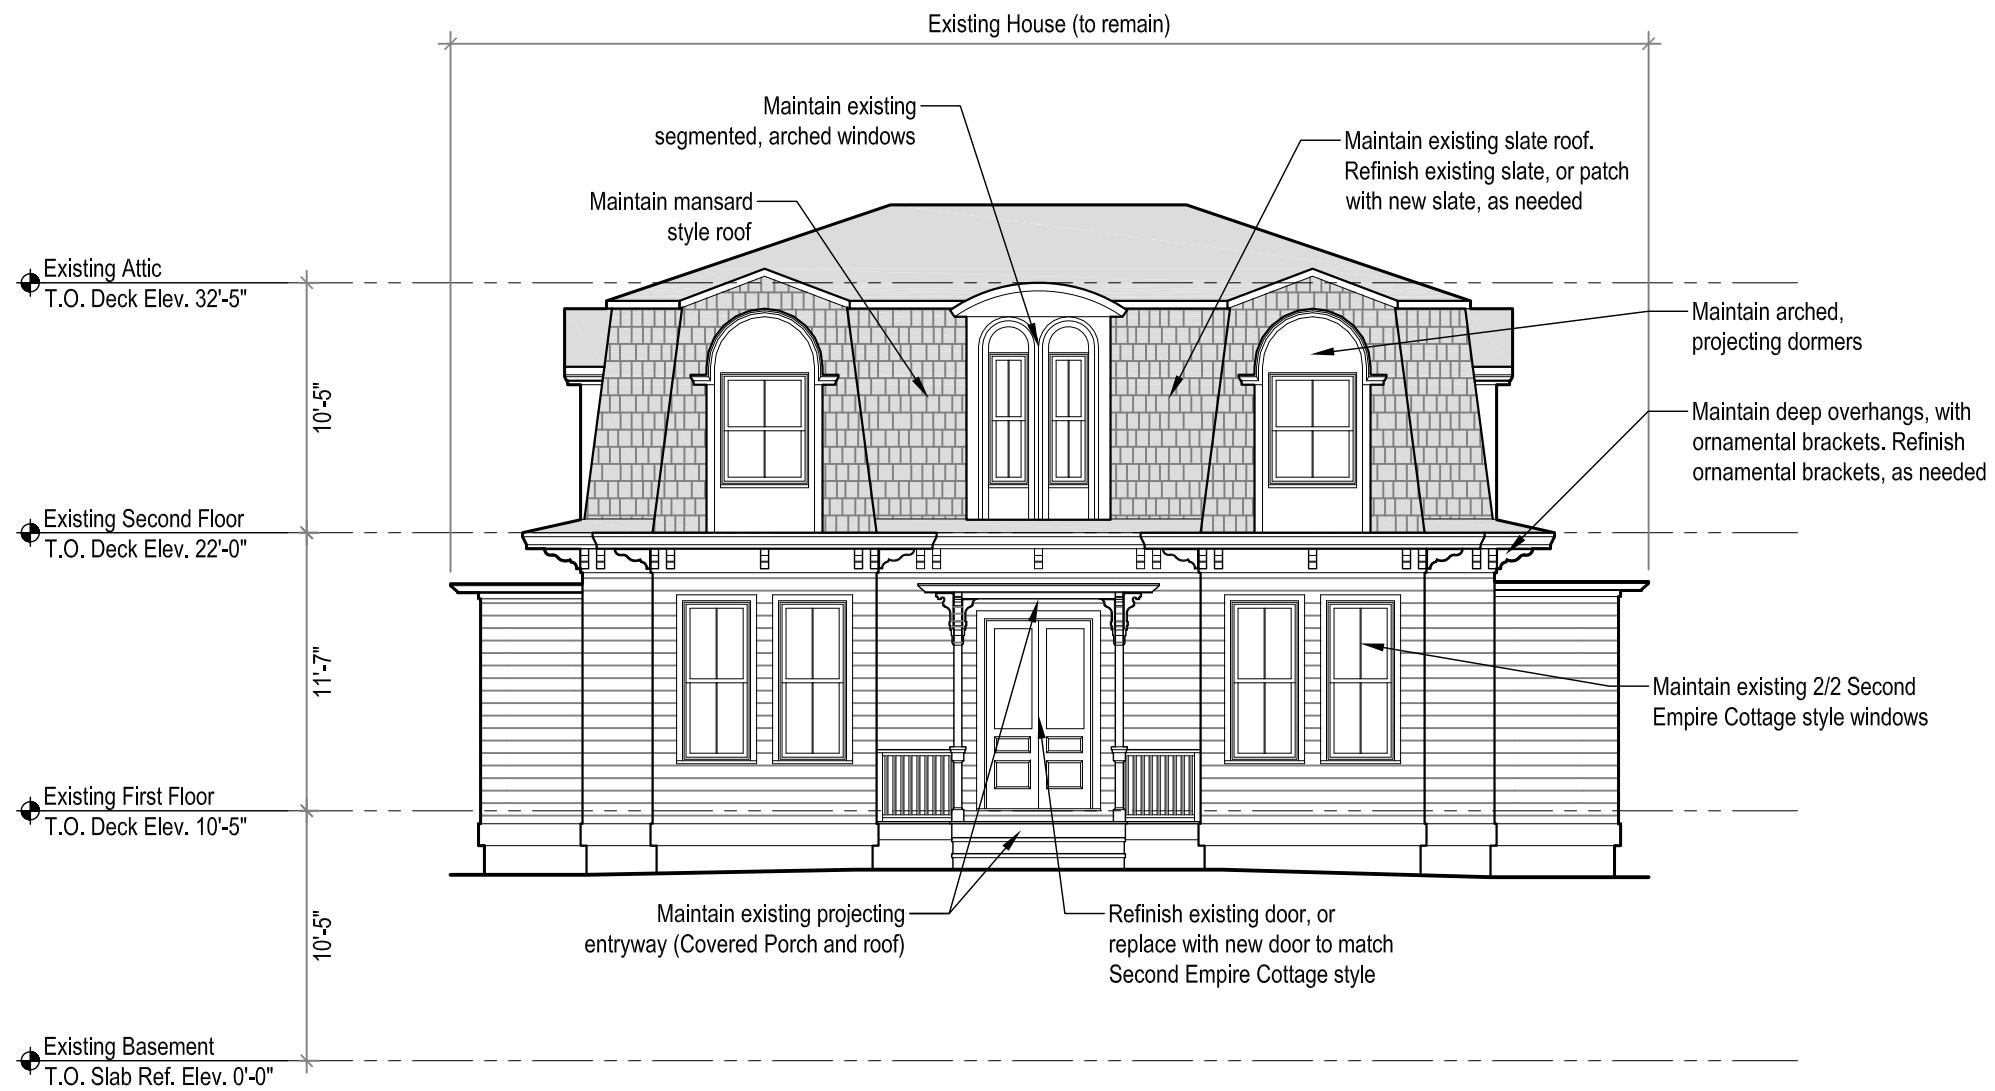 Existing House (to remain)
Maintain existing
segmented, arched windows
Maintain existing slate roof.
Refinish existing slate, or patch
with new slate, as needed
Maintain mansard
style roof
Existing Attic
T.O. Deck Elev. 32'-5"
Maintain arched,
projecting dormers
10'-5"
Maintain deep overhangs, with
ornamental brackets. Refinish
ornamental brackets, as needed
Existing Second Floor
T.O. Deck Elev. 22'-0"
11'-7"
Maintain existing 2/2 Second
Empire Cottage style windows
Existing First Floor
T.O. Deck Elev. 10'-5"
Maintain existing projecting
entryway (Covered Porch and roof)
Refinish existing door, or
replace with new door to match
Second Empire Cottage style
10'-5"
Existing Basement
T.O. Slab Ref. Elev. 0'-0"